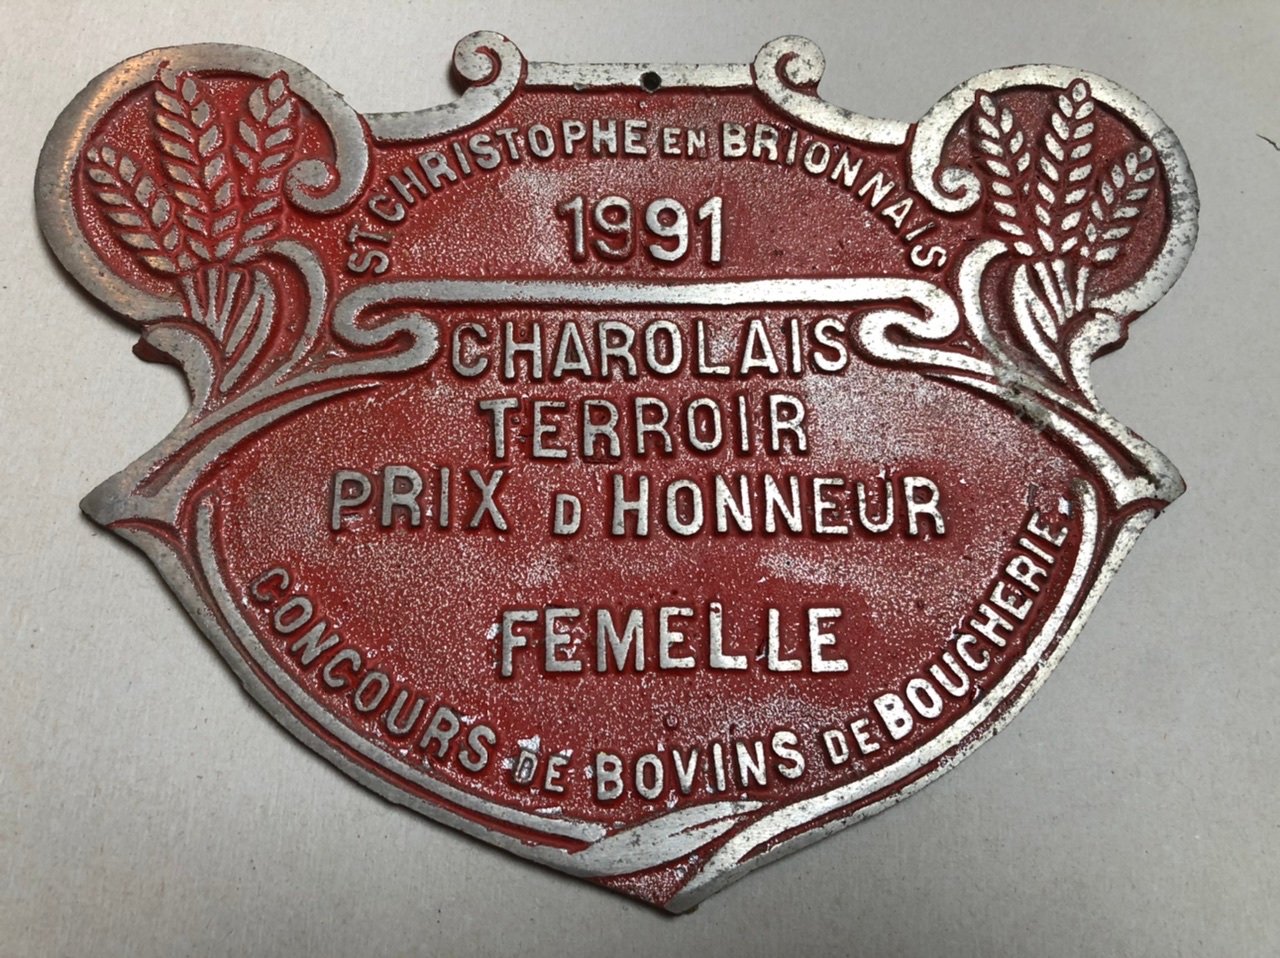 ST CHRISTOPHE EN BRIONNAIS
1991
CHAROLAIS
TERROIR
PRIX D HONNEUR
FEMELLE
CONCOURS DE BOVINS DE BOUCHERIE